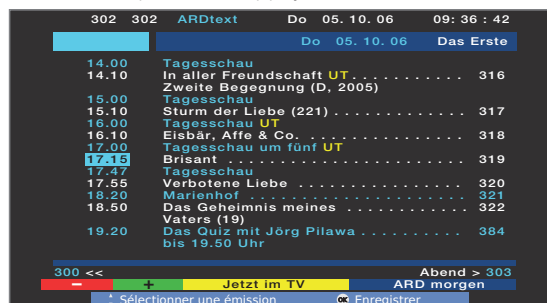 302 302 ARDtext Do 05. 10. 06 09: 36 : 42
Do 05. 10. 06 Das Erste
14.00 Tagesschau
14.10 In aller Freundschaft UT . . . . . . . . . . . 316
Zweite Begegnung (D, 2005)
15.00 Tagesschau
15.10 Sturm der Liebe (221) . . . . . . . . . . . . . 317
16.00 Tagesschau UT
16.10 Eisbär, Affe & Co. . . . . . . . . . . . . . . . 318
17.00 Tagesschau um fünf UT
17.15 Brisant . . . . . . . . . . . . . . . . . . . . . . 319
17.47 Tagesschau
17.55 Verbotene Liebe . . . . . . . . . . . . . . . 320
18.20 Marienhof . . . . . . . . . . . . . . . . . . . 321
18.50 Das Geheimnis meines . . . . . . . . . . 322
Vaters (19)
19.20 Das Quiz mit Jörg Pilawa . . . . . . . . . 384
bis 19.50 Uhr
300 << Abend > 303
− + Jetzt im TV ARD morgen
Sélectionner une émission OK Enregistrer